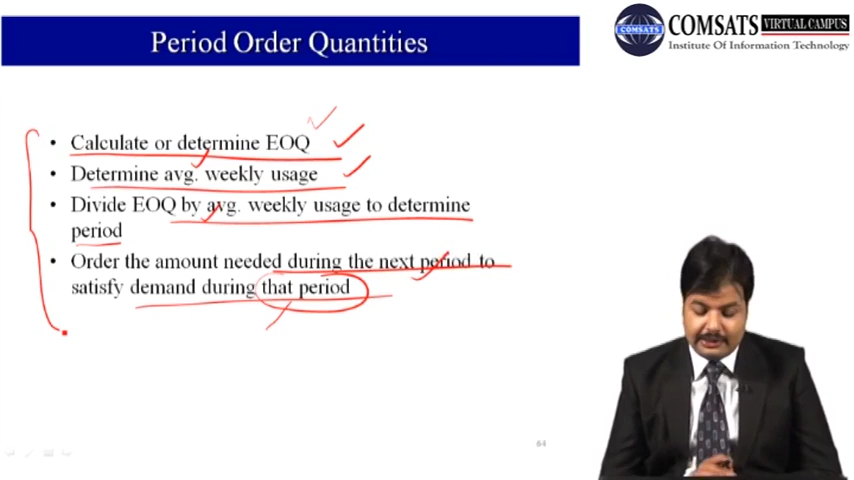 Period Order Quantities
COMSATS
COMSATS VIRTUAL CAMPUS
Institute Of Information Technology
• Calculate or determine EOQ
• Determine avg. weekly usage
• Divide EOQ by avg. weekly usage to determine
period
• Order the amount needed during the next period to
satisfy demand during that period
64